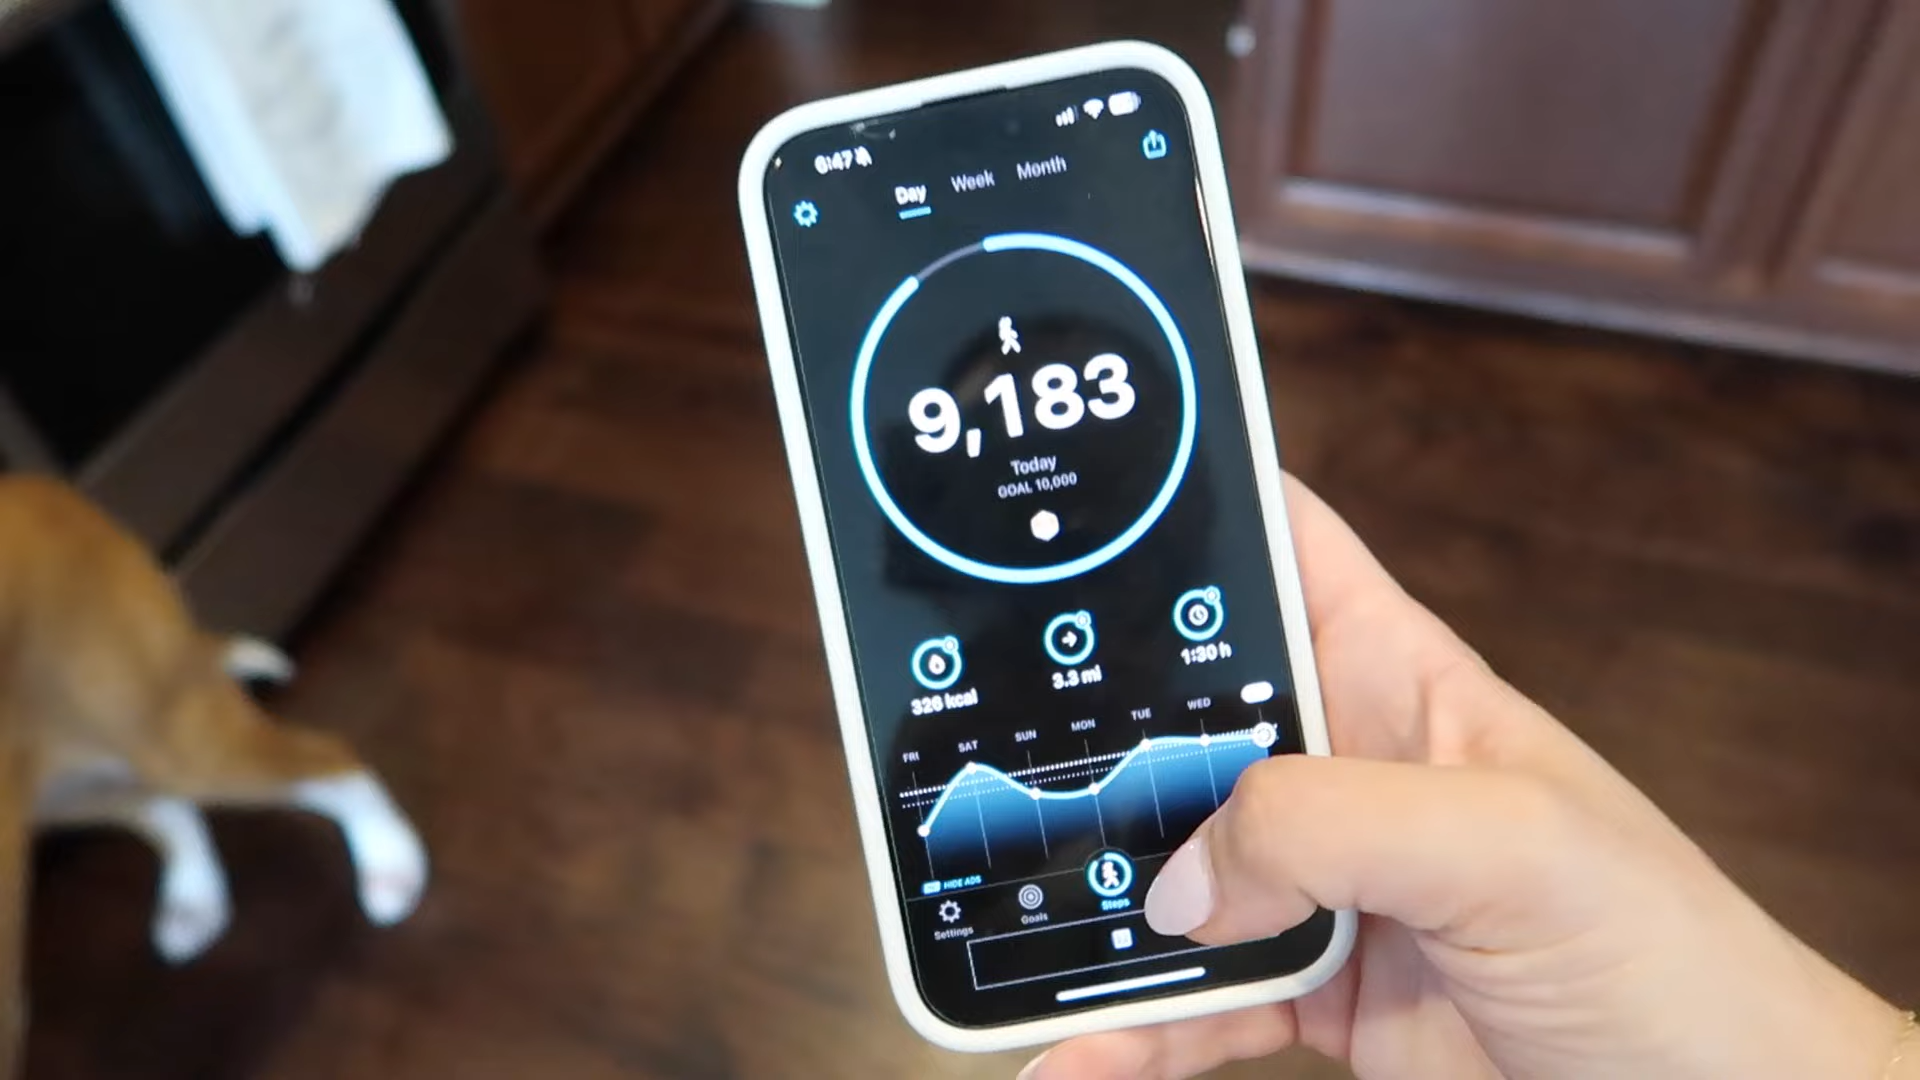 6:47
Day Week Month
9,183
Today
GOAL 10,000
326 kcal
3.3 mi
1:30 h
FRI SAT SUN MON TUE WED
HIDE ADS
Settings Goals Steps